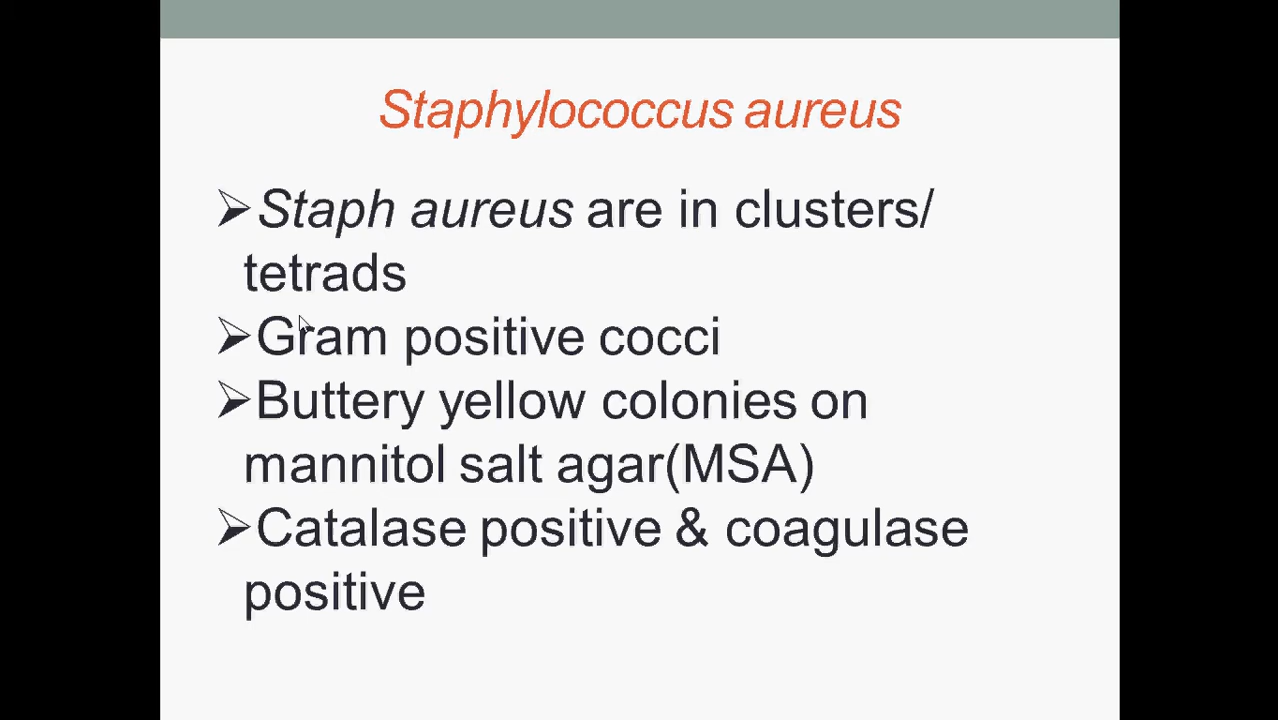 Staphylococcus aureus
➢Staph aureus are in clusters/
tetrads
➢Gram positive cocci
➢Buttery yellow colonies on
mannitol salt agar(MSA)
➢Catalase positive & coagulase
positive